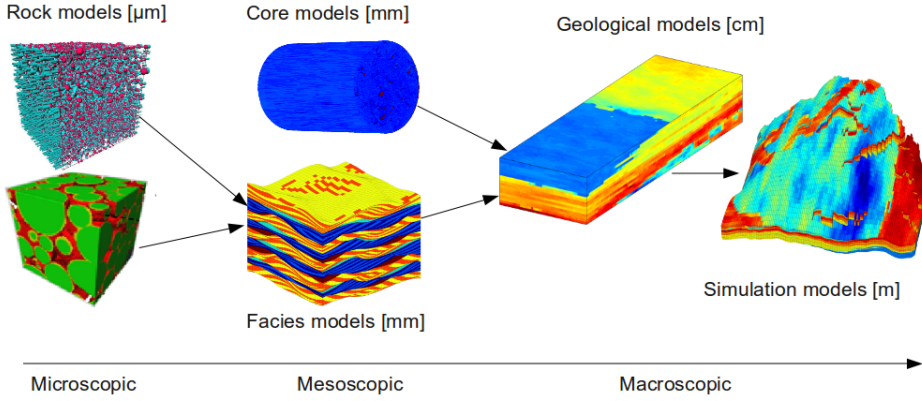 Rock models [µm]
Core models [mm]
Geological models [cm]
Facies models [mm]
Simulation models [m]
Microscopic
Mesoscopic
Macroscopic